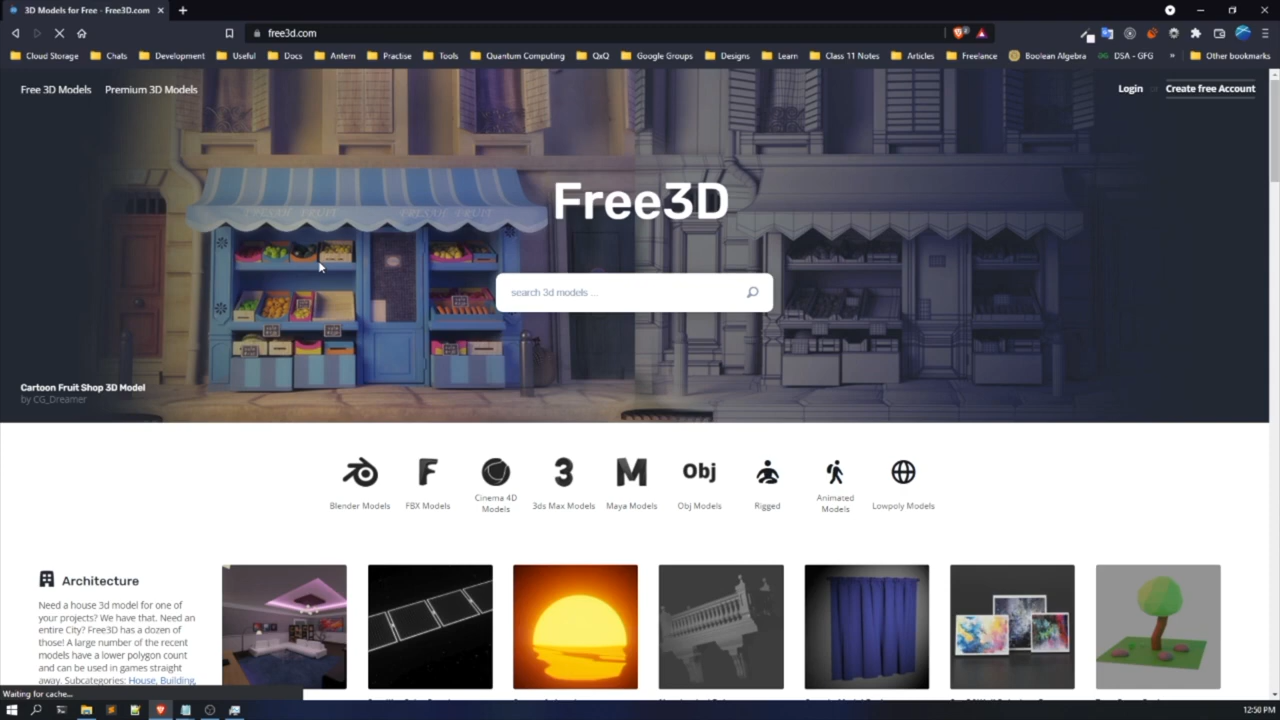 3D Models for Free - Free3D.com
free3d.com
Cloud Storage Chats Development Useful Docs Antern Practise Tools Quantum Computing QxQ Google Groups Designs Learn Class 11 Notes Articles Freelance Boolean Algebra DSA - GFG » Other bookmarks
Free 3D Models Premium 3D Models Login or Create free Account
Free3D
search 3d models ...
Cartoon Fruit Shop 3D Model
by CG_Dreamer
F 3 M Obj
Blender Models FBX Models Cinema 4D Models 3ds Max Models Maya Models Obj Models Rigged Animated Models Lowpoly Models
Architecture
Need a house 3d model for one of
your projects? We have that. Need an
entire City? Free3D has a dozen of
those! A large number of the recent
models have a lower polygon count
and can be used in games straight
away. Subcategories: House, Building,
Waiting for cache...
12:50 PM